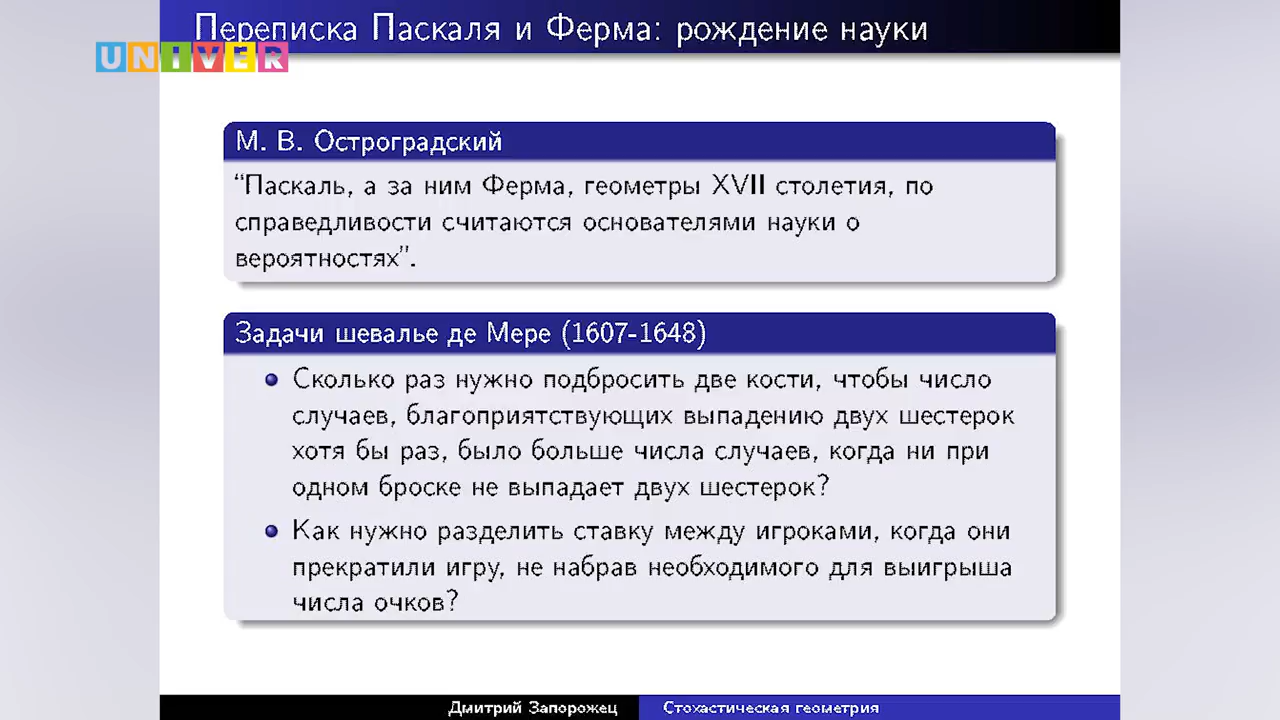 Переписка Паскаля и Ферма: рождение науки
UNIVER
М. В. Остроградский
“Паскаль, а за ним Ферма, геометры XVII столетия, по
справедливости считаются основателями науки о
вероятностях”.
Задачи шевалье де Мере (1607-1648)
Сколько раз нужно подбросить две кости, чтобы число
случаев, благоприятствующих выпадению двух шестерок
хотя бы раз, было больше числа случаев, когда ни при
одном броске не выпадает двух шестерок?
Как нужно разделить ставку между игроками, когда они
прекратили игру, не набрав необходимого для выигрыша
числа очков?
Дмитрий Запорожец
Стохастическая геометрия